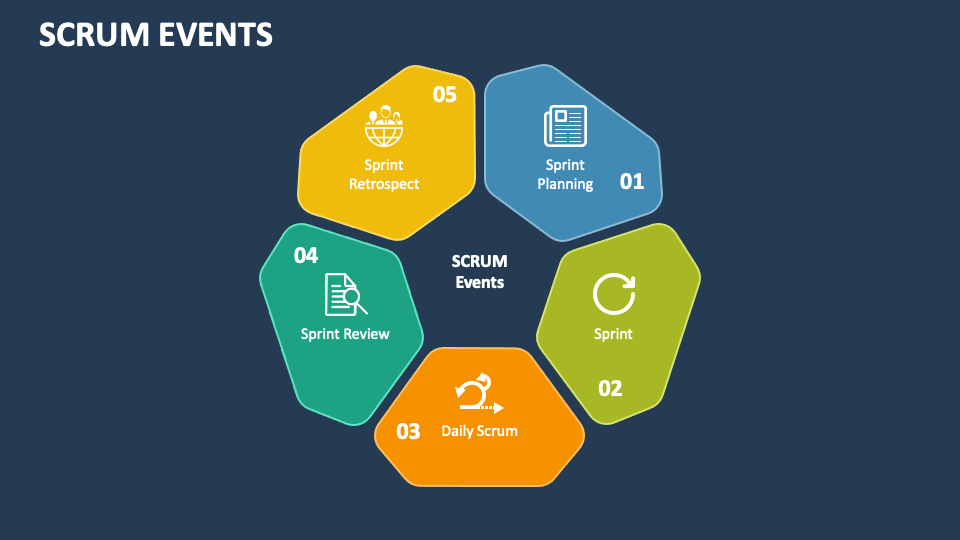 SCRUM EVENTS
05
Sprint
Retrospect
Sprint
Planning
01
04
Sprint Review
SCRUM
Events
Sprint
02
03
Daily Scrum